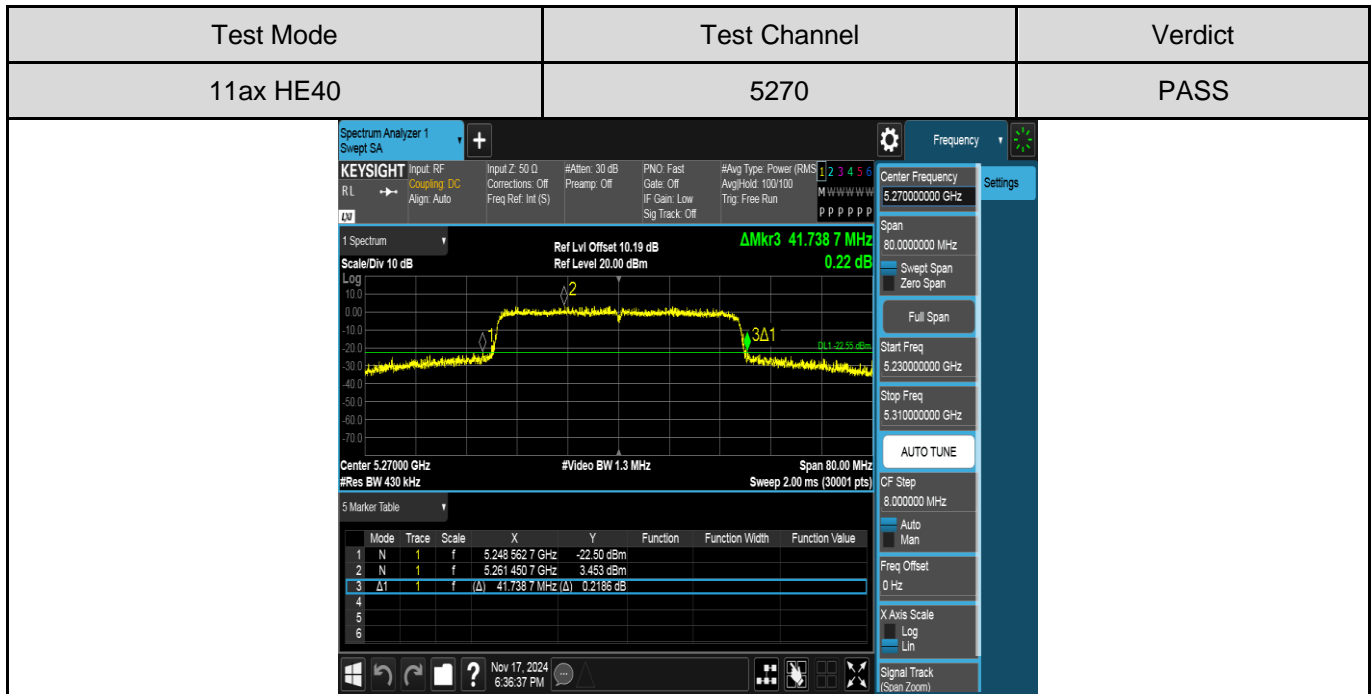 Test Mode Test Channel Verdict
11ax HE40 5270 PASS
Spectrum Analyzer 1
Swept SA
+
Frequency
KEYSIGHT Input: RF Input Z: 50 Ω #Atten: 30 dB PNO: Fast #Avg Type: Power (RMS 1 2 3 4 5 6
RL Coupling: DC Corrections: Off Preamp: Off Gate: Off Avg|Hold: 100/100 M W W W W W
Align: Auto Freq Ref: Int (S) IF Gain: Low Trig: Free Run
LXI Sig Track: Off P P P P P P
Center Frequency
5.270000000 GHz
Settings
Span
80.0000000 MHz
Swept Span
Zero Span
Full Span
Start Freq
5.230000000 GHz
Stop Freq
5.310000000 GHz
AUTO TUNE
CF Step
8.000000 MHz
Auto
Man
Freq Offset
0 Hz
X Axis Scale
Log
Lin
Signal Track
(Span Zoom)
1 Spectrum Ref Lvl Offset 10.19 dB ΔMkr3 41.738 7 MHz
Scale/Div 10 dB Ref Level 20.00 dBm 0.22 dB
Log
10.0
0.00
-10.0
-20.0
-30.0
-40.0
-50.0
-60.0
-70.0
2
1
3Δ1
DL1 -22.55 dBm
Center 5.27000 GHz #Video BW 1.3 MHz Span 80.00 MHz
#Res BW 430 kHz Sweep 2.00 ms (30001 pts)
5 Marker Table
Mode Trace Scale X Y Function Function Width Function Value
1 N 1 f 5.248 562 7 GHz -22.50 dBm
2 N 1 f 5.261 450 7 GHz 3.453 dBm
3 Δ1 1 f (Δ) 41.738 7 MHz (Δ) 0.2186 dB
4
5
6
? Nov 17, 2024
6:36:37 PM